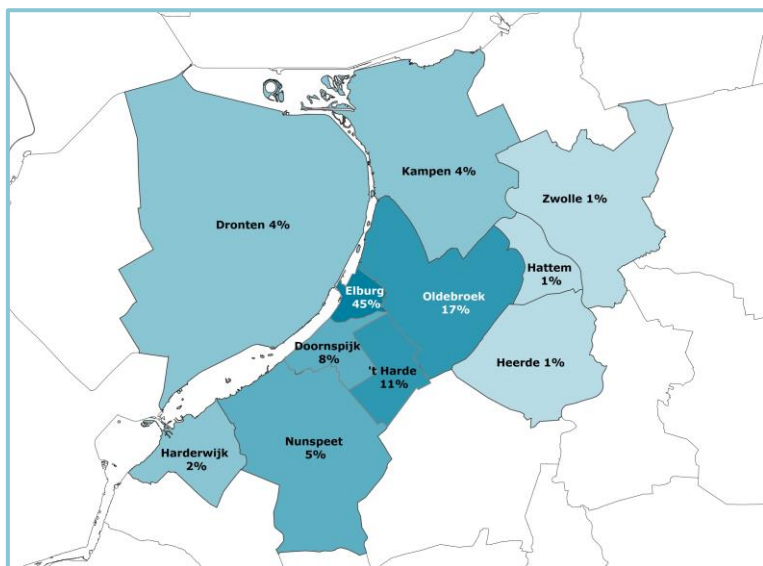 Kampen 4%
Zwolle 1%
Dronten 4%
Hattem
1%
Elburg
45%
Oldebroek
17%
Doornspijk
8%
't Harde
11%
Heerde 1%
Harderwijk
2%
Nunspeet
5%